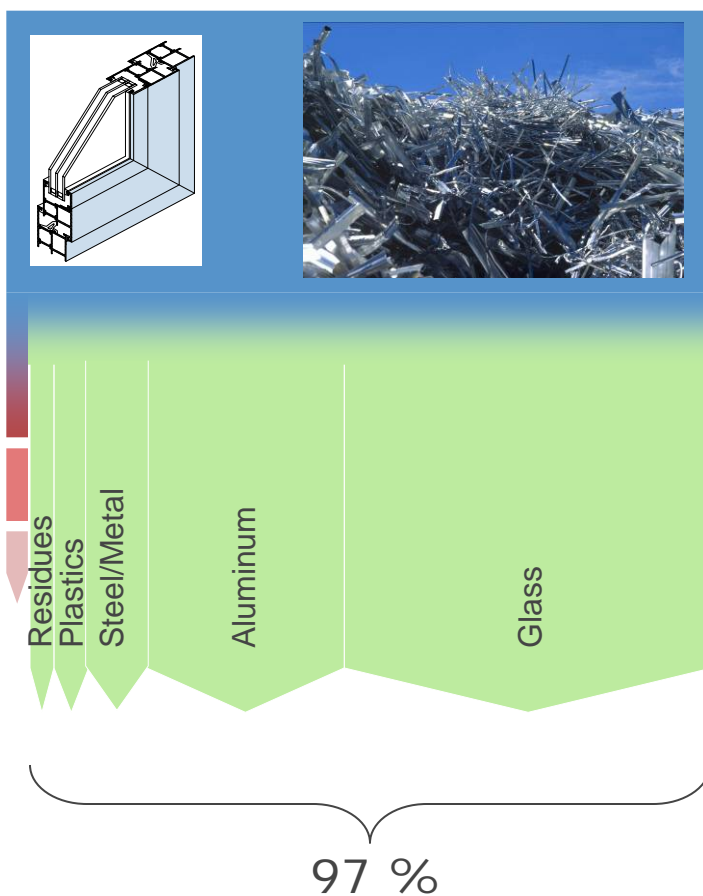 Residues
Plastics
Steel/Metal
Aluminum
Glass
97 %